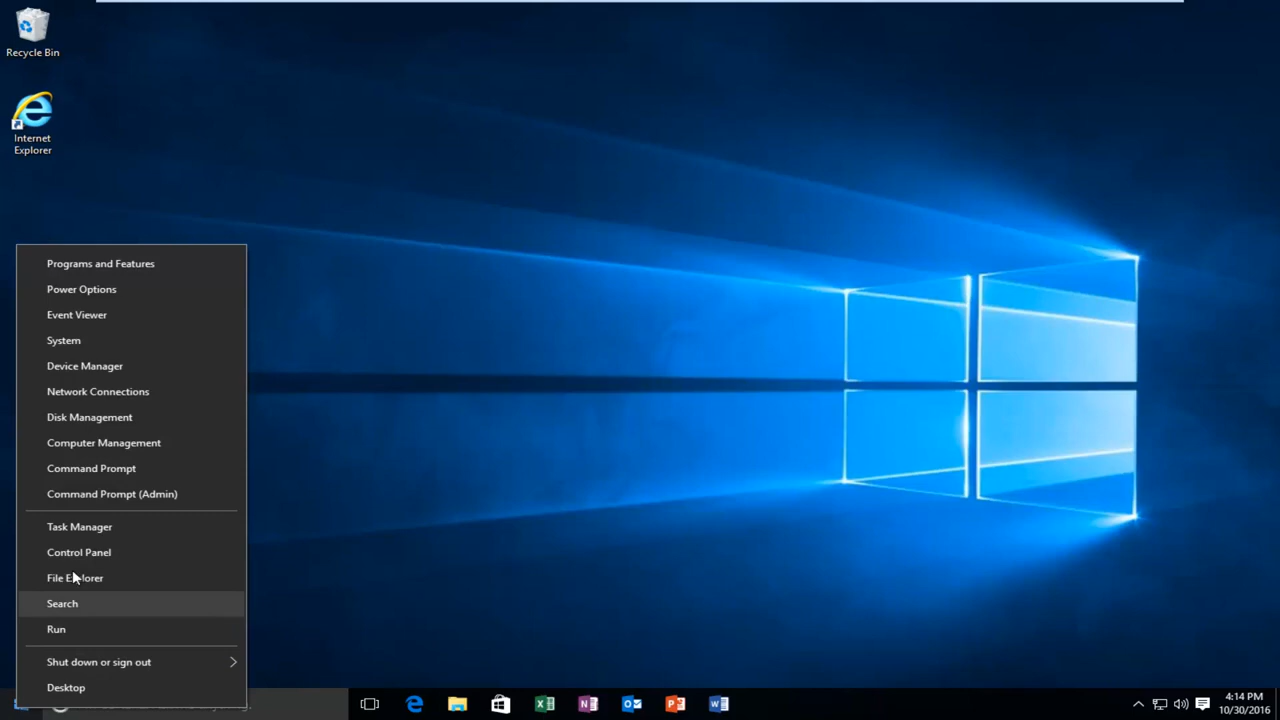 Recycle Bin
Internet
Explorer
Programs and Features
Power Options
Event Viewer
System
Device Manager
Network Connections
Disk Management
Computer Management
Command Prompt
Command Prompt (Admin)
Task Manager
Control Panel
File Explorer
Search
Run
Shut down or sign out
Desktop
4:14 PM
10/30/2016